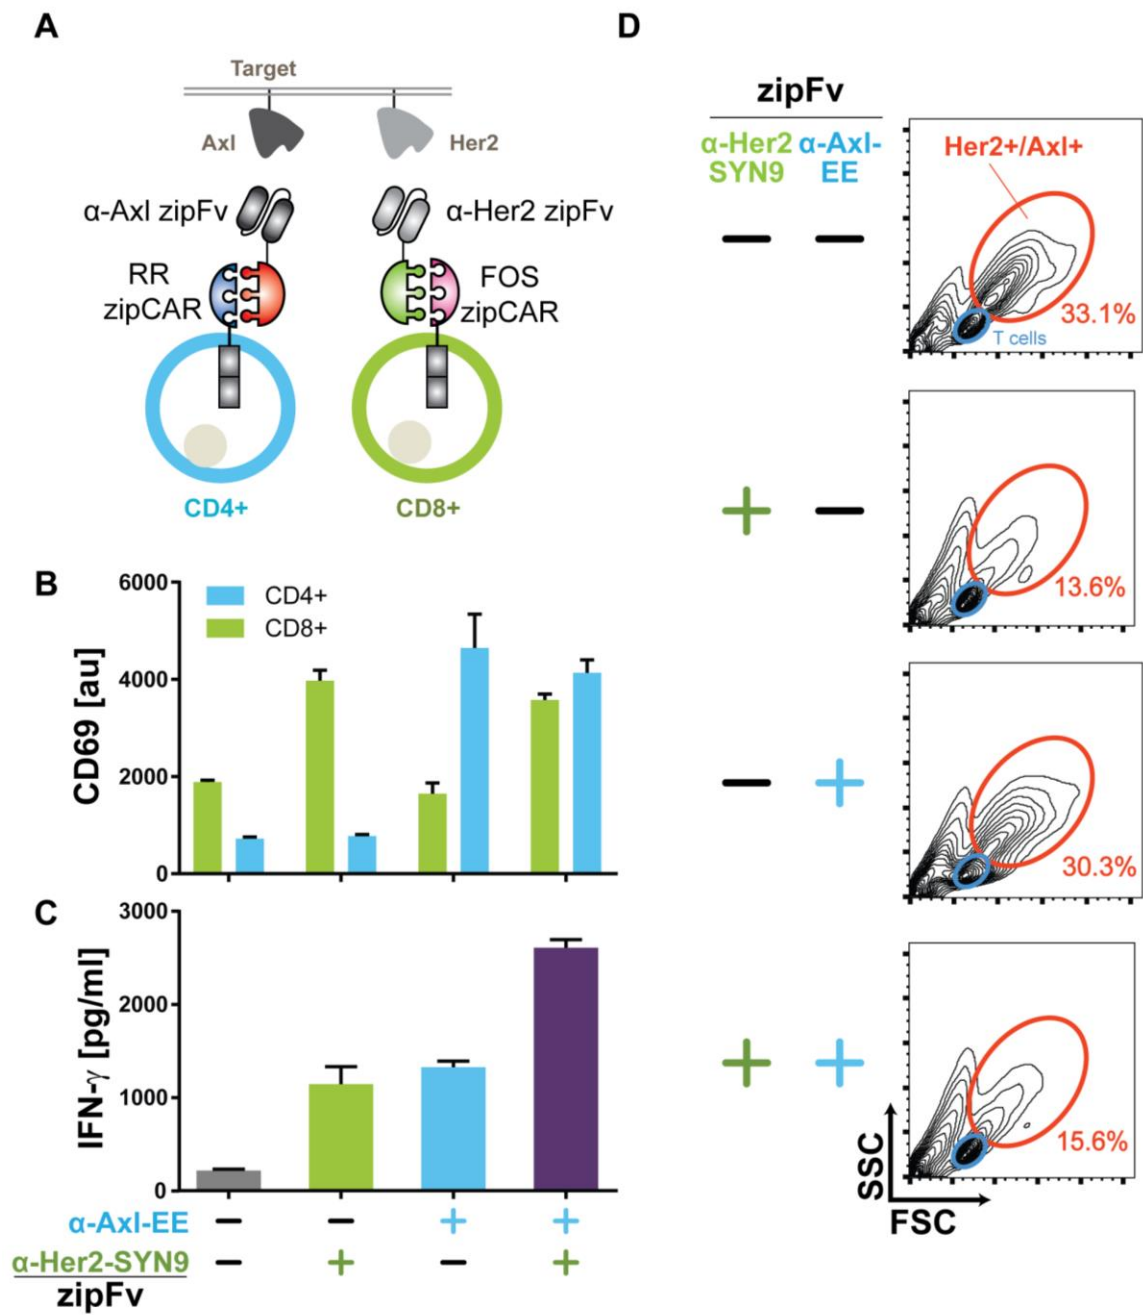 A
Target
Axl
Her2
α-Axl zipFv
α-Her2 zipFv
RR
zipCAR
FOS
zipCAR
CD4+
CD8+
B
CD69 [au]
6000
4000
2000
0
CD4+
CD8+
C
IFN-γ [pg/ml]
3000
2000
1000
0
α-Axl-EE − − + +
α-Her2-SYN9 − + − +
zipFv
D
zipFv
α-Her2 α-Axl-
SYN9 EE
− −
Her2+/Axl+
33.1%
T cells
+ −
13.6%
− +
30.3%
+ +
15.6%
SSC
FSC